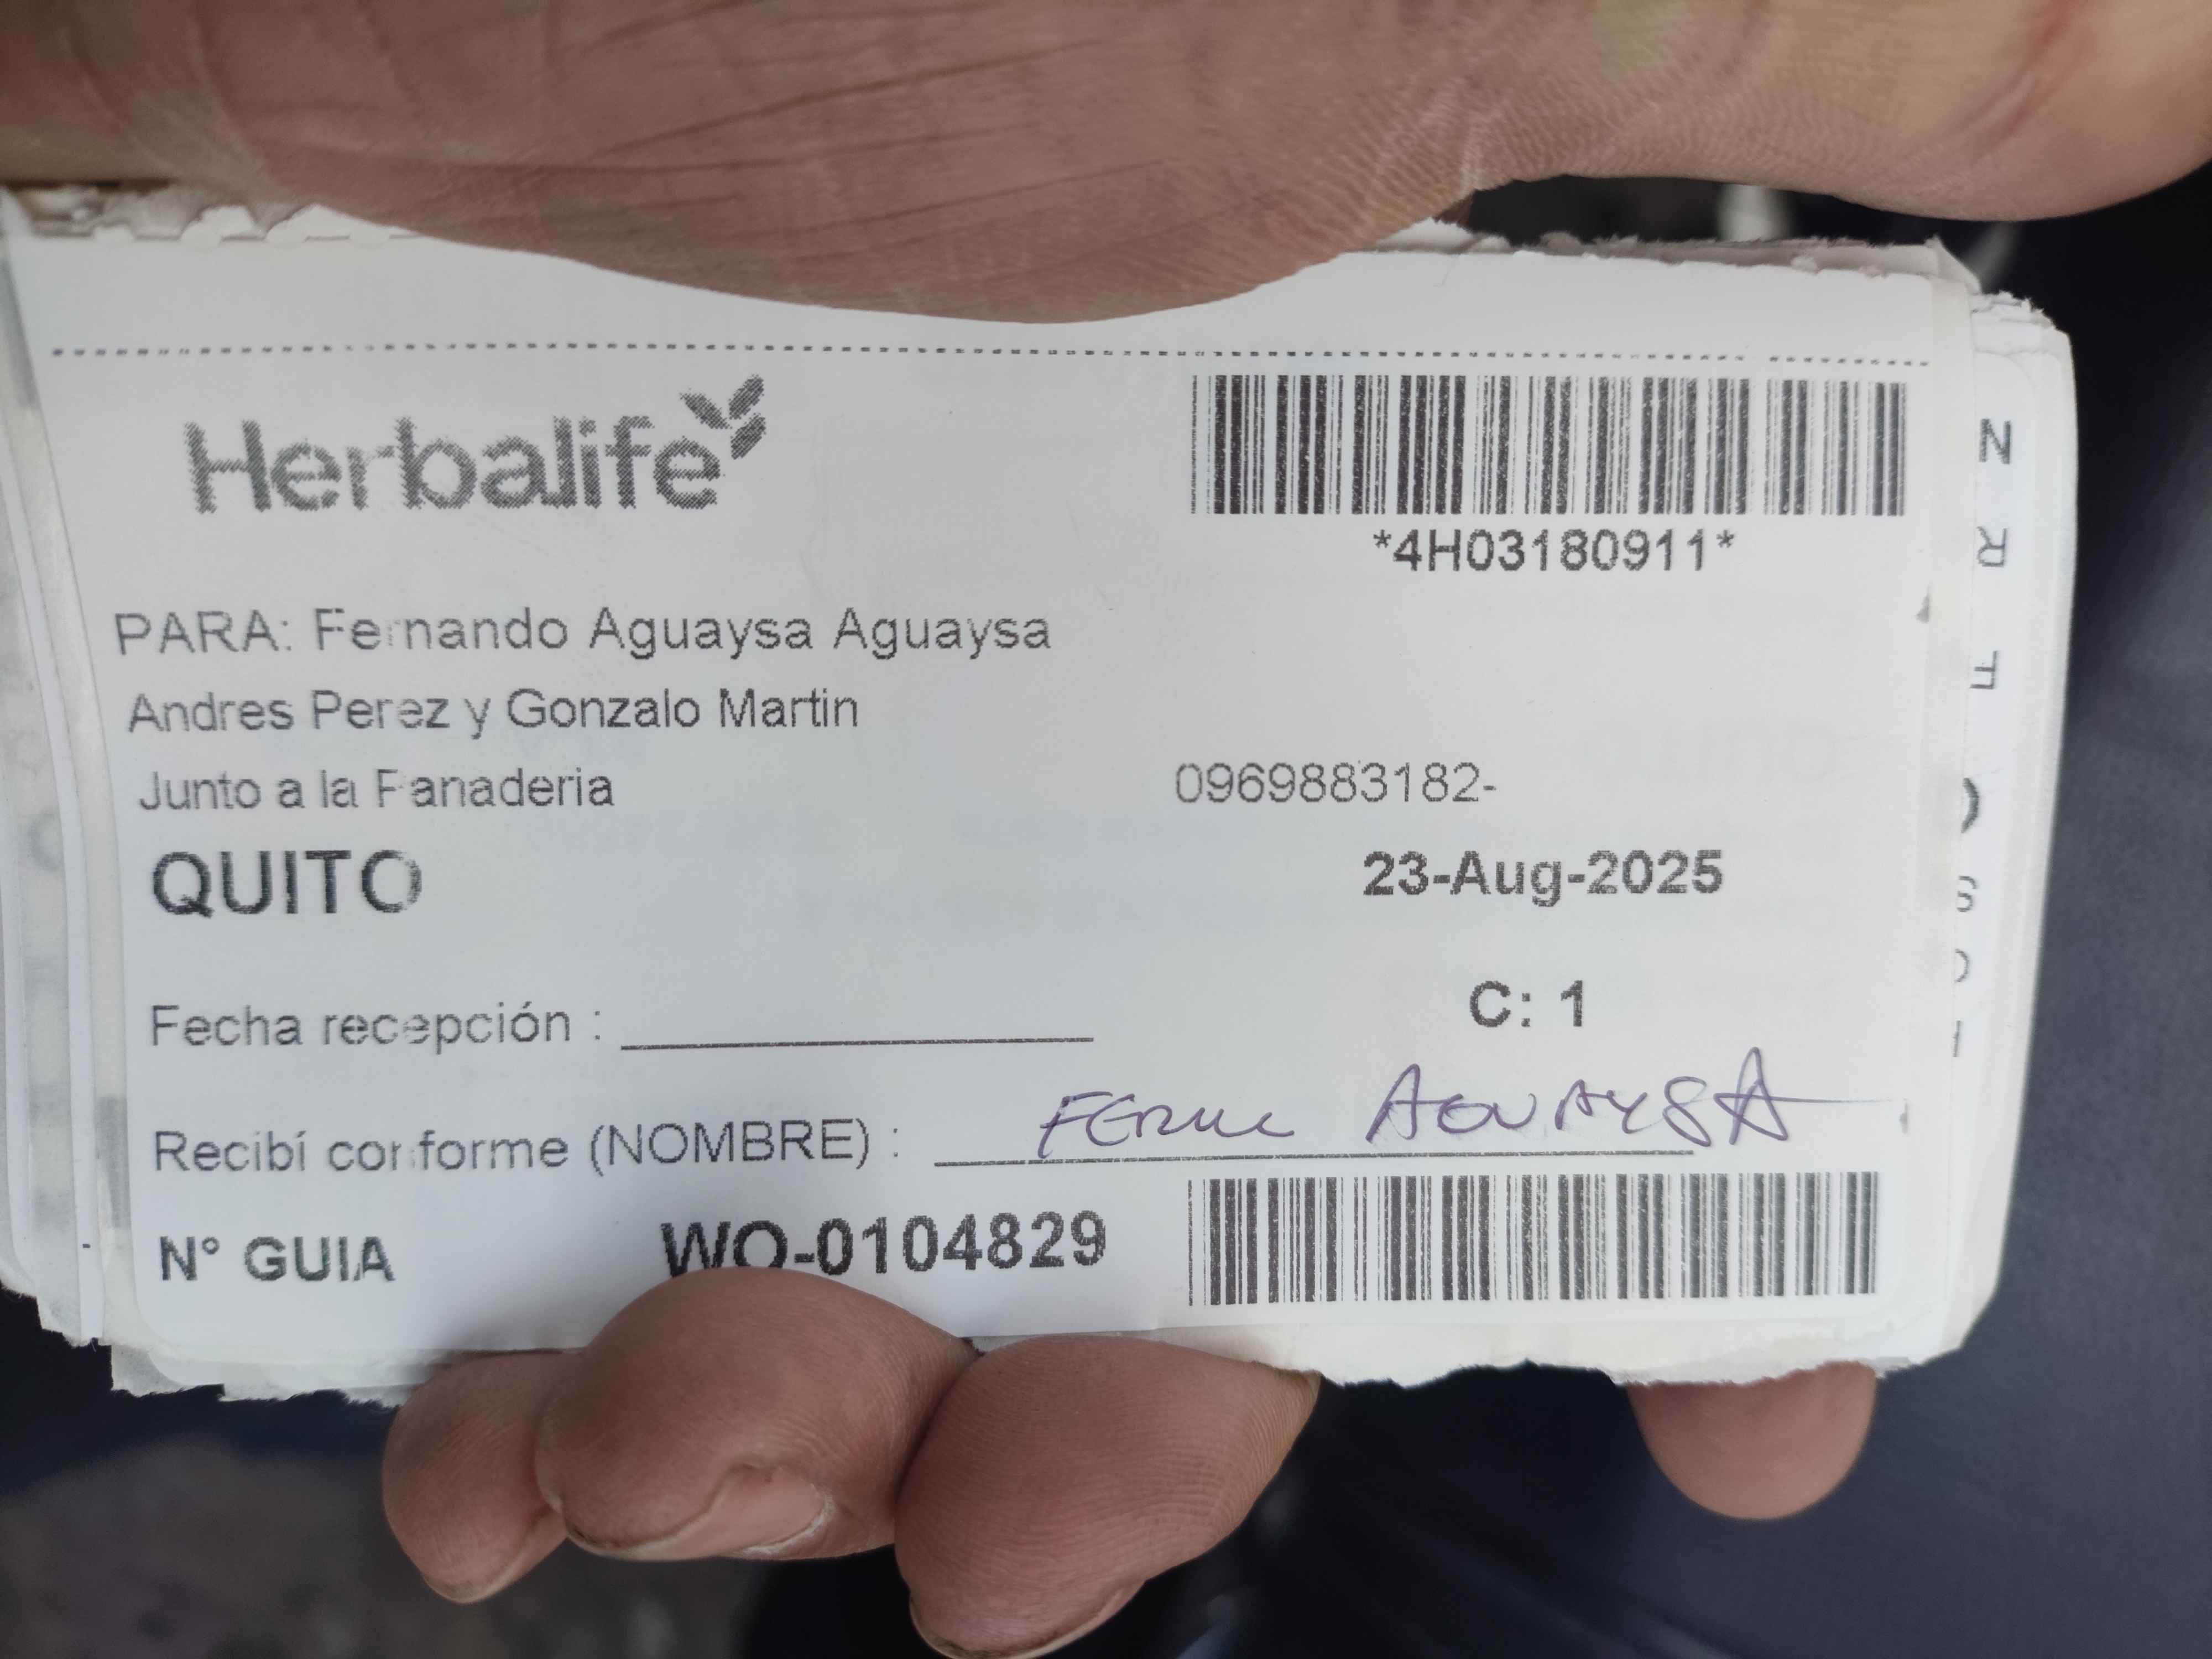 Herbalife
*4H03180911*
PARA: Fernando Aguaysa Aguaysa
Andres Perez y Gonzalo Martin
Junto a la Panaderia 0969883182-
QUITO 23-Aug-2025
Fecha recepción :
C: 1
Recibí conforme (NOMBRE) : AGUAYSA
N° GUIA WO-0104829